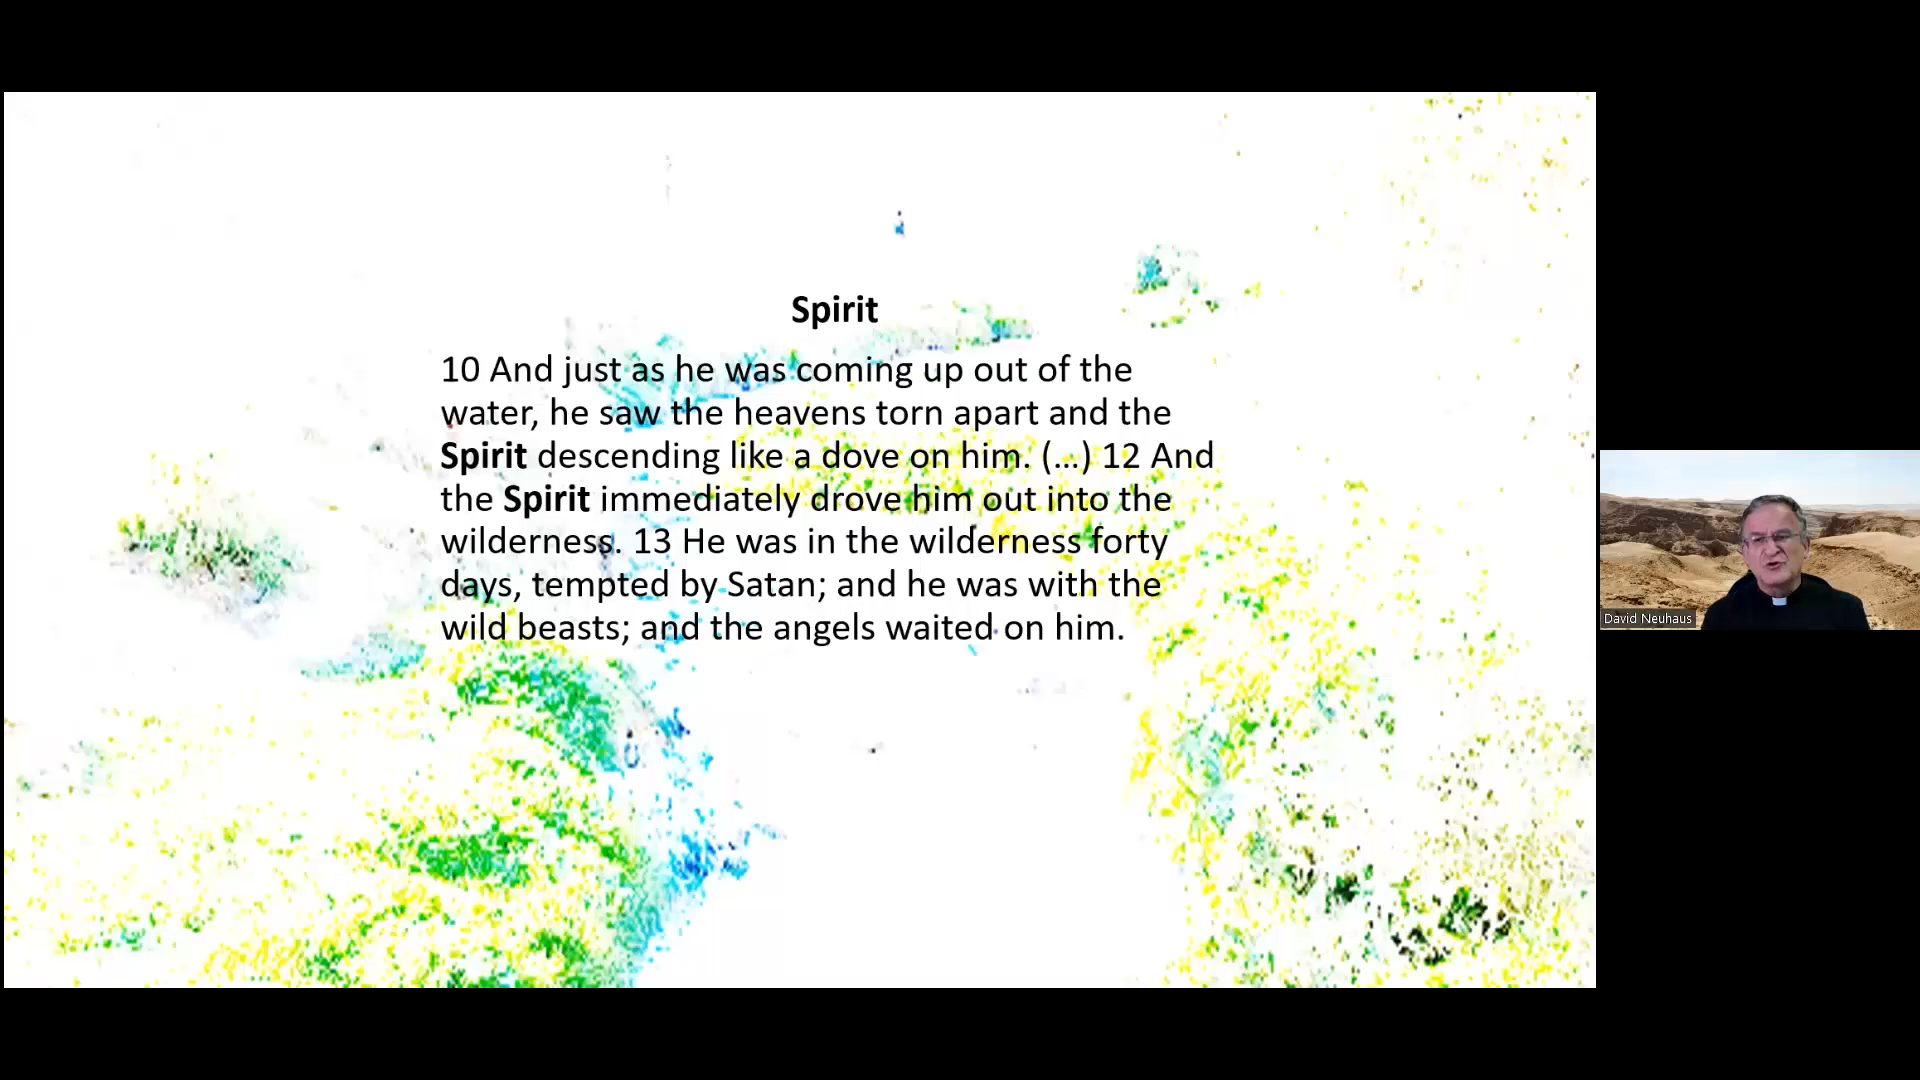 Spirit
10 And just as he was coming up out of the
water, he saw the heavens torn apart and the
Spirit descending like a dove on him. (...) 12 And
the Spirit immediately drove him out into the
wilderness. 13 He was in the wilderness forty
days, tempted by Satan; and he was with the
wild beasts; and the angels waited on him.
David Neuhaus